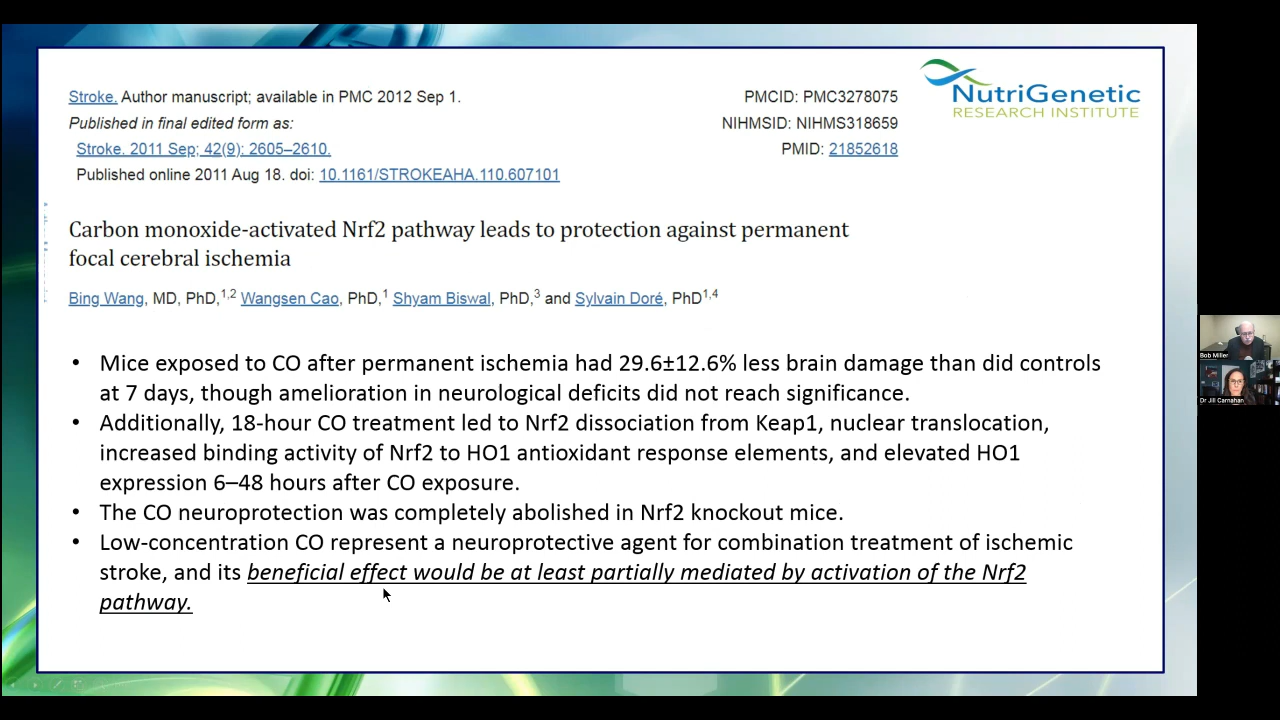 Stroke. Author manuscript; available in PMC 2012 Sep 1.
Published in final edited form as:
Stroke. 2011 Sep; 42(9): 2605–2610.
Published online 2011 Aug 18. doi: 10.1161/STROKEAHA.110.607101
PMCID: PMC3278075
NIHMSID: NIHMS318659
PMID: 21852618
NutriGenetic
RESEARCH INSTITUTE
Carbon monoxide-activated Nrf2 pathway leads to protection against permanent
focal cerebral ischemia
Bing Wang, MD, PhD,1,2 Wangsen Cao, PhD,1 Shyam Biswal, PhD,3 and Sylvain Doré, PhD1,4
• Mice exposed to CO after permanent ischemia had 29.6±12.6% less brain damage than did controls
at 7 days, though amelioration in neurological deficits did not reach significance.
• Additionally, 18-hour CO treatment led to Nrf2 dissociation from Keap1, nuclear translocation,
increased binding activity of Nrf2 to HO1 antioxidant response elements, and elevated HO1
expression 6–48 hours after CO exposure.
• The CO neuroprotection was completely abolished in Nrf2 knockout mice.
• Low-concentration CO represent a neuroprotective agent for combination treatment of ischemic
stroke, and its beneficial effect would be at least partially mediated by activation of the Nrf2
pathway.
Bob Miller
Dr Jill Carnahan